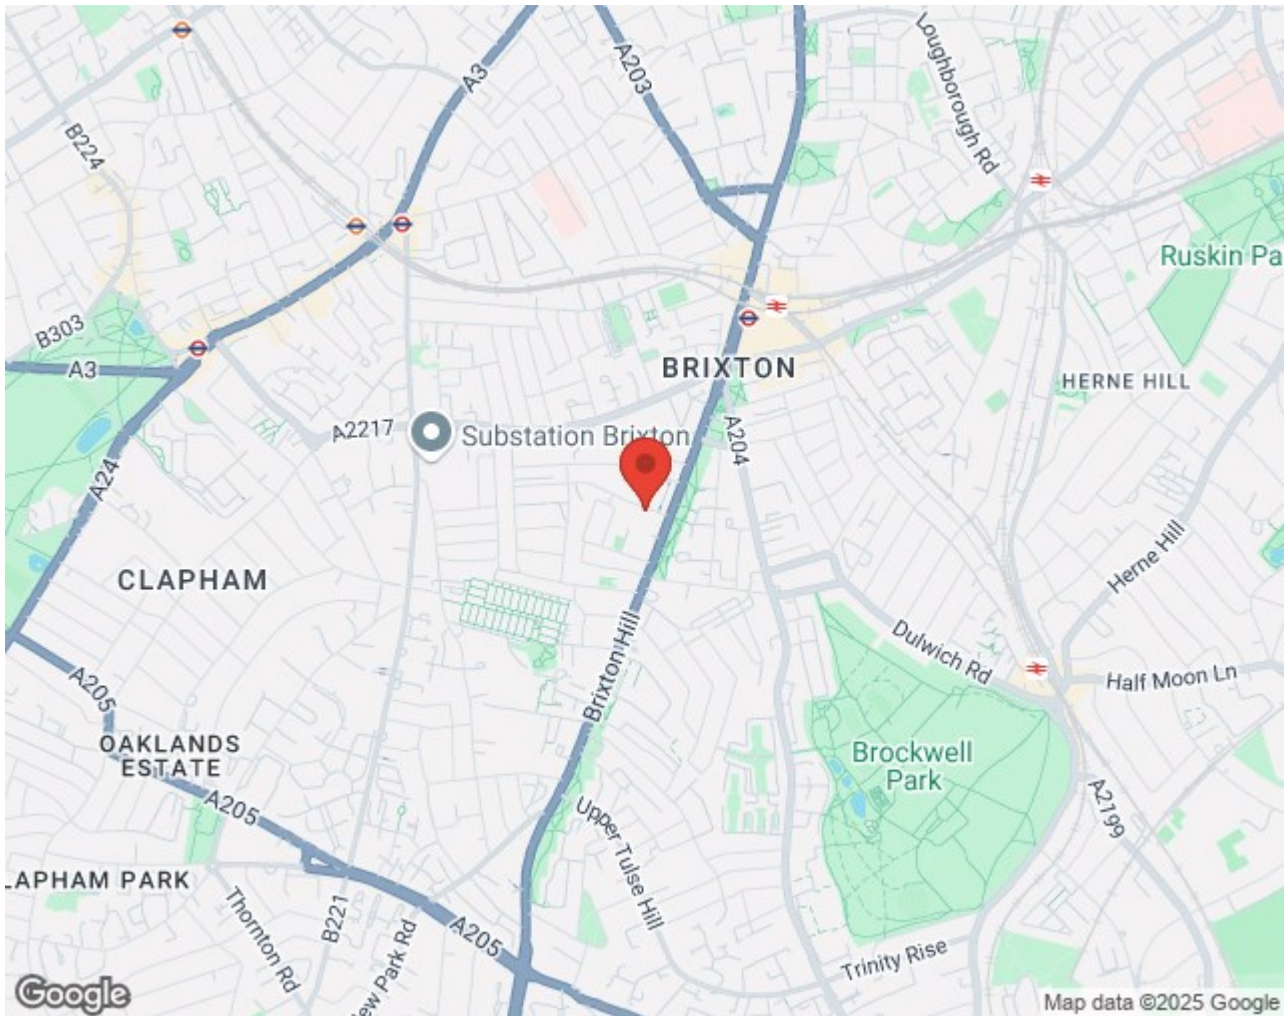 A3
A203
Loughborough Rd
B224
Ruskin Pa
B303
A3
BRIXTON
HERNE HILL
A2217
Substation Brixton
A204
A24
Herne Hill
CLAPHAM
Dulwich Rd
Brixton Hill
Half Moon Ln
A205
OAKLANDS
ESTATE
Brockwell
Park
A205
A2199
Upper Tulse Hill
LAPHAM PARK
Thornton Rd
B221
ew Park Rd
A205
Trinity Rise
Google
Map data ©2025 Google